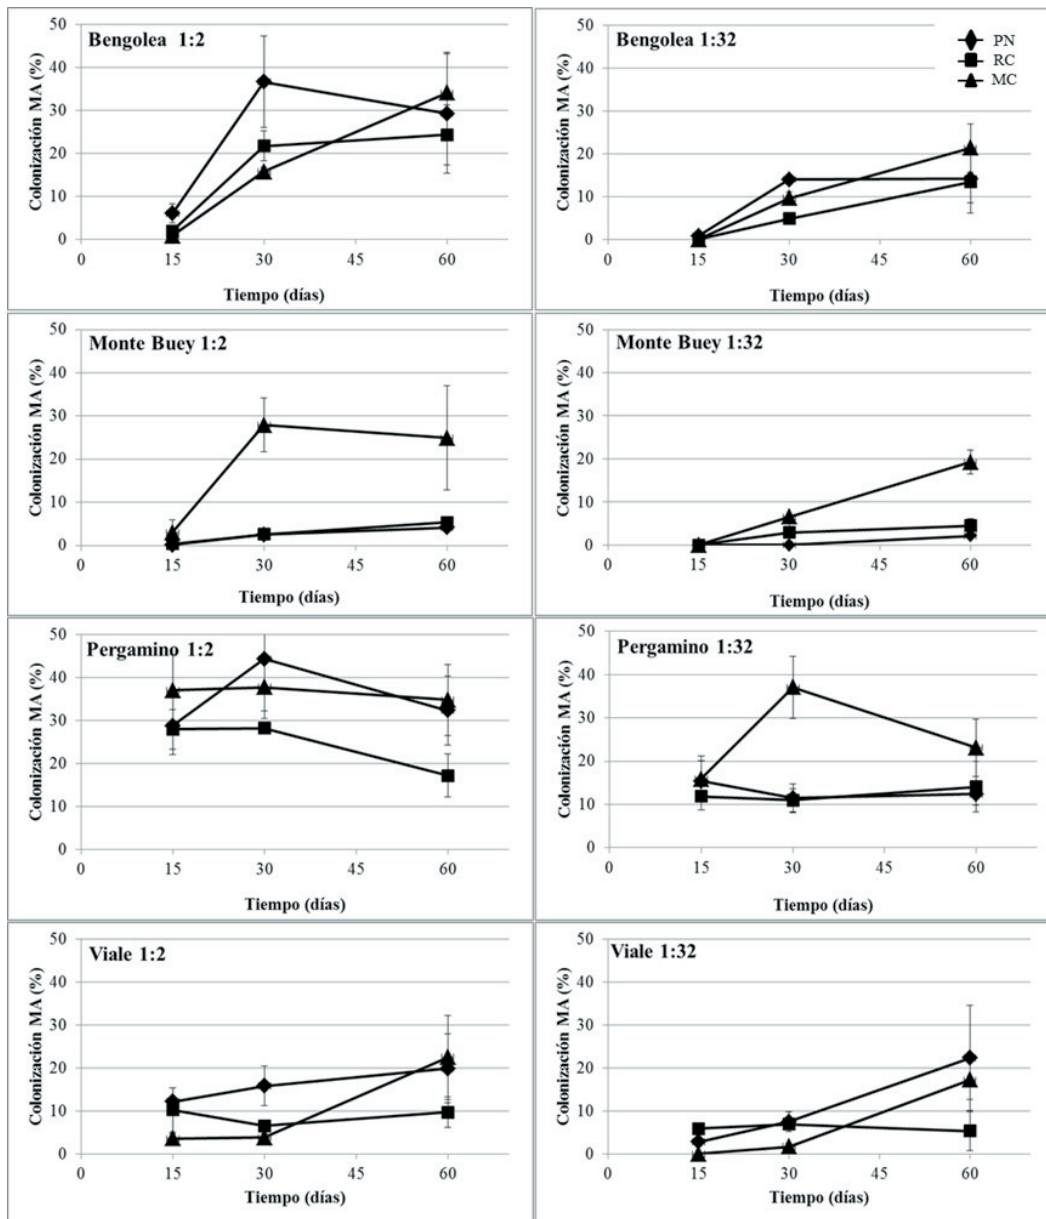 Bengolea 1:2
Colonización MA (%)
50
40
30
20
10
0
0 15 30 45 60
Tiempo (días)
Bengolea 1:32
PN
RC
MC
Colonización MA (%)
50
40
30
20
10
0
0 15 30 45 60
Tiempo (días)
Monte Buey 1:2
Colonización MA (%)
50
40
30
20
10
0
0 15 30 45 60
Tiempo (días)
Monte Buey 1:32
Colonización MA (%)
50
40
30
20
10
0
0 15 30 45 60
Tiempo (días)
Pergamino 1:2
Colonización MA (%)
50
40
30
20
10
0
0 15 30 45 60
Tiempo (días)
Pergamino 1:32
Colonización MA (%)
50
40
30
20
10
0
0 15 30 45 60
Tiempo (días)
Viale 1:2
Colonización MA (%)
50
40
30
20
10
0
0 15 30 45 60
Tiempo (días)
Viale 1:32
Colonización MA (%)
50
40
30
20
10
0
0 15 30 45 60
Tiempo (días)